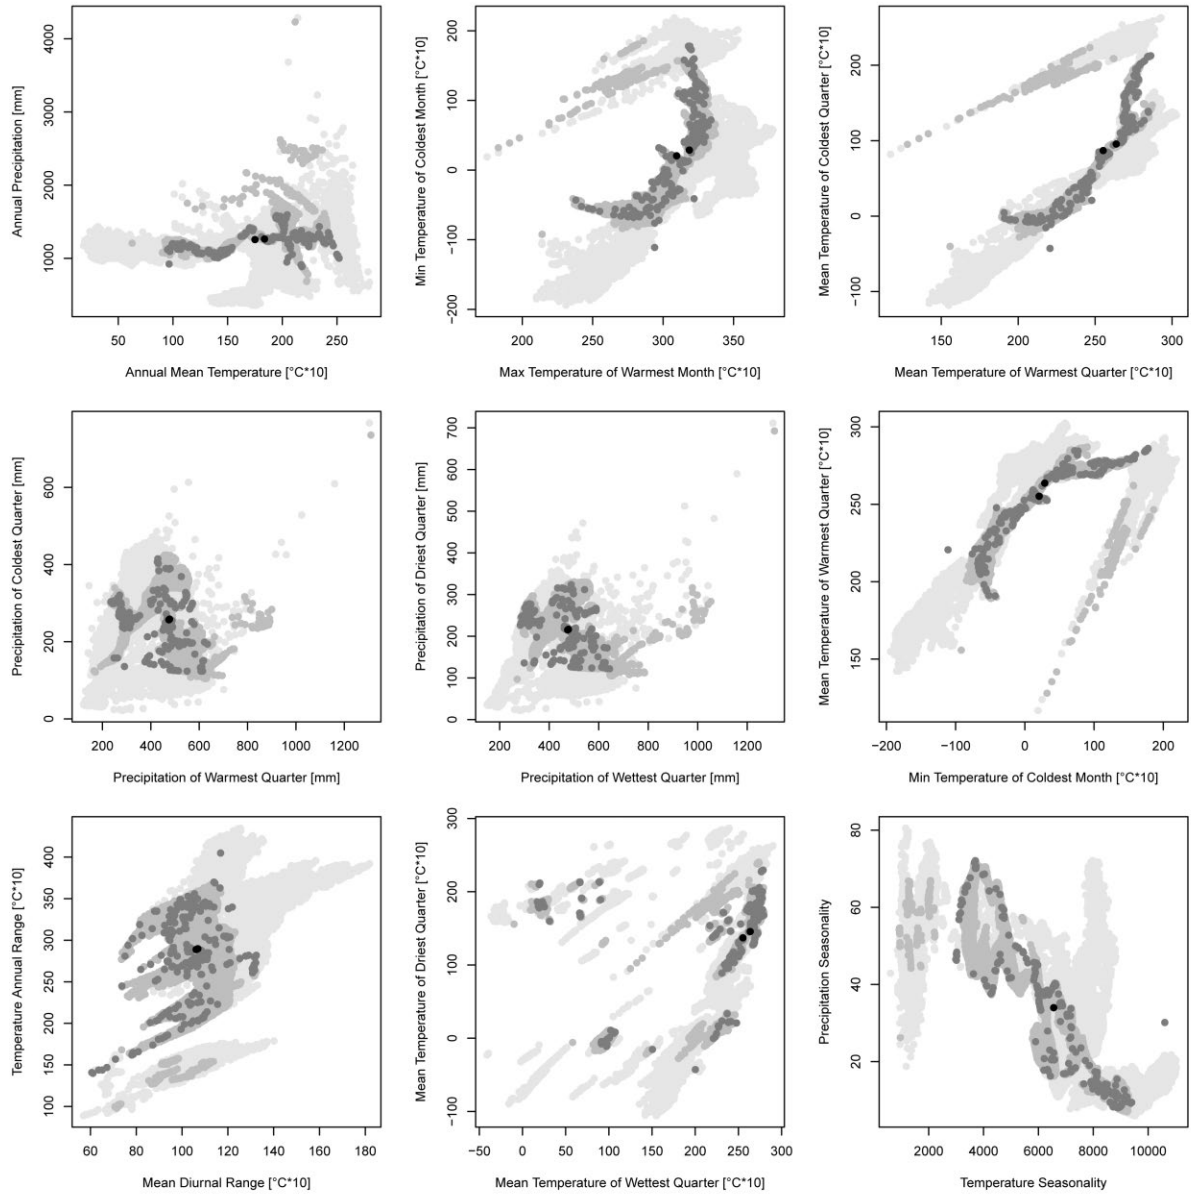 Annual Precipitation [mm]
4000
3000
2000
1000
50 100 150 200 250
Annual Mean Temperature [°C*10]
Min Temperature of Coldest Month [°C*10]
200
100
0
−100
−200
200 250 300 350
Max Temperature of Warmest Month [°C*10]
Mean Temperature of Coldest Quarter [°C*10]
200
100
0
−100
150 200 250 300
Mean Temperature of Warmest Quarter [°C*10]
Precipitation of Coldest Quarter [mm]
600
400
200
0
200 400 600 800 1000 1200
Precipitation of Warmest Quarter [mm]
Precipitation of Driest Quarter [mm]
700
600
500
400
300
200
100
0
200 400 600 800 1000 1200
Precipitation of Wettest Quarter [mm]
Mean Temperature of Warmest Quarter [°C*10]
300
250
200
150
−200 −100 0 100 200
Min Temperature of Coldest Month [°C*10]
Temperature Annual Range [°C*10]
400
350
300
250
200
150
100
60 80 100 120 140 160 180
Mean Diurnal Range [°C*10]
Mean Temperature of Driest Quarter [°C*10]
300
200
100
0
−100
−50 0 50 100 150 200 250 300
Mean Temperature of Wettest Quarter [°C*10]
Precipitation Seasonality
80
60
40
20
2000 4000 6000 8000 10000
Temperature Seasonality